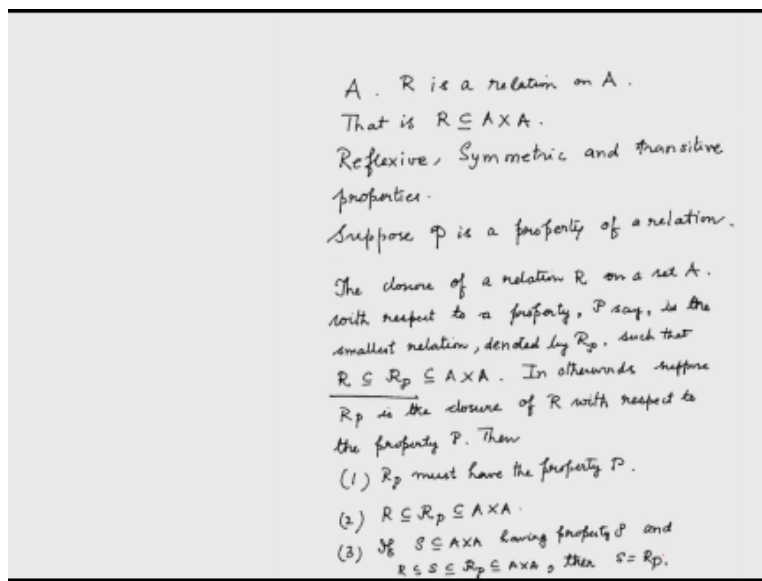 A. R is a relation on A.
That is R ⊆ A×A.
Reflexive, Symmetric and transitive
properties.
Suppose P is a property of a relation.
The closure of a relation R on a set A.
with respect to a property, P say, is the
smallest relation, denoted by Rp, such that
R ⊆ Rp ⊆ A×A. In otherwords suppose
Rp is the closure of R with respect to
the property P. Then
(1) Rp must have the property P.
(2) R ⊆ Rp ⊆ A×A.
(3) If S ⊆ A×A having property P and
R ⊆ S ⊆ Rp ⊆ A×A, then S = Rp.